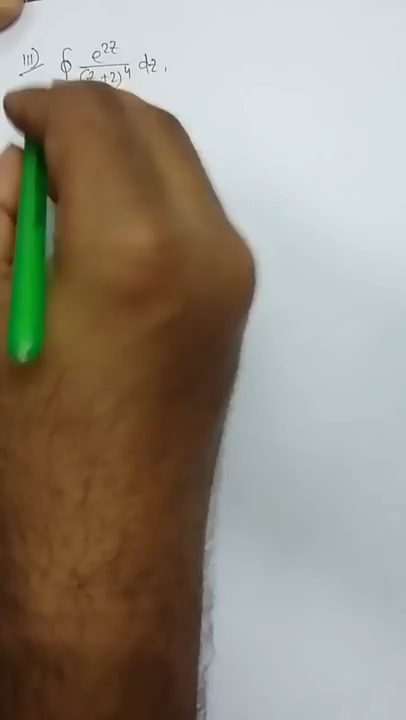 III) ∮ e^{2z}/(z+2)^4 dz,